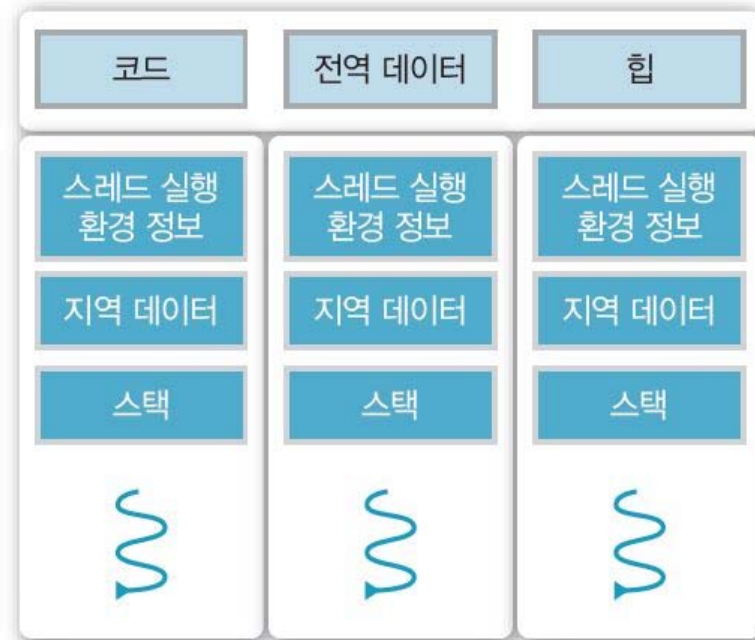 코드 전역 데이터 힙
스레드 실행 스레드 실행 스레드 실행
환경 정보 환경 정보 환경 정보
지역 데이터 지역 데이터 지역 데이터
스택 스택 스택